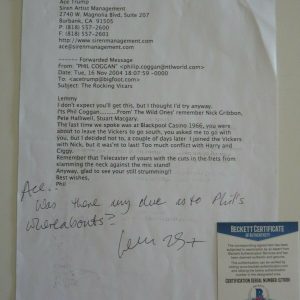 Ace Trump
Siren Artist Management
2740 W. Magnolia Blvd, Suite 207
Burbank, CA 91505
P: (818) 557-2600
F: (818) 557-2601
http://www.sirenmanagement.com
ace@sirenmanagement.com
Forwarded Message
From: "PHIL COGGAN" <philip.coggan@ntlworld.com>
Date: Tue, 16 Nov 2004 18:07:59 -0000
To: <acetrump@bigfoot.com>
Subject: The Rocking Vicars
Lemmy
I don't expect you'll get this, but I thought I'd try anyway.
I'ts Phil Coggan........From 'The Wild Ones' remember Nick Gribbon,
Pete Halliwell, Stuart Macgary.
The last time we spoke was at Blackpool Casino 1966, you were
about to leave the Vickers to go south, you asked me to go with
you, but I decided not to, a couple of days later I joined the Vickers
with Nick, but it was'nt to last! Too much conflict with Harry and
Ciggy.
Remember that Telecaster of yours with the cuts in the frets from
slamming the neck against the mic stand!
Anyway, glad to see your still strumming!!
Best wishes,
Phil
Ace.
Was there any clue as to Phil's
whereabouts?
BECKETT CERTIFICATE
OF AUTHENTICITY